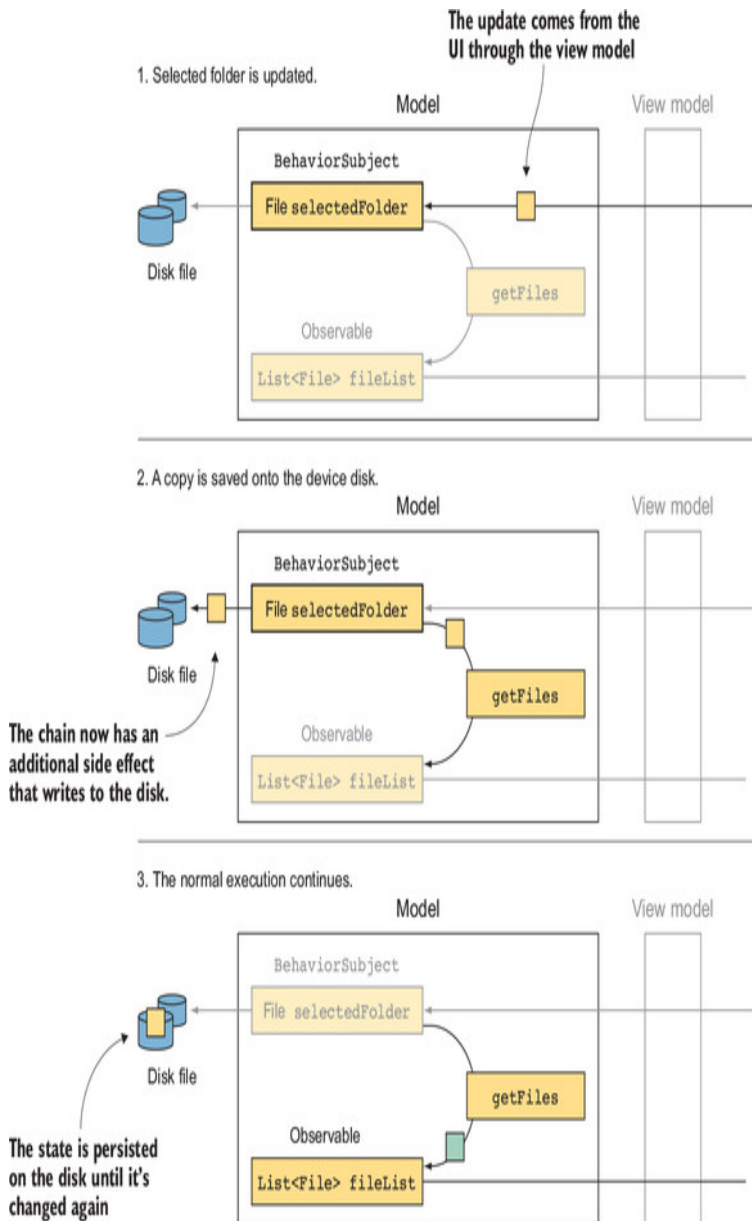 The update comes from the
UI through the view model
1. Selected folder is updated.
Model
View model
BehaviorSubject
File selectedFolder
Disk file
getFiles
Observable
List<File> fileList
2. A copy is saved onto the device disk.
Model
View model
BehaviorSubject
File selectedFolder
Disk file
getFiles
The chain now has an
additional side effect
that writes to the disk.
Observable
List<File> fileList
3. The normal execution continues.
Model
View model
BehaviorSubject
File selectedFolder
Disk file
getFiles
The state is persisted
on the disk until it’s
changed again
Observable
List<File> fileList